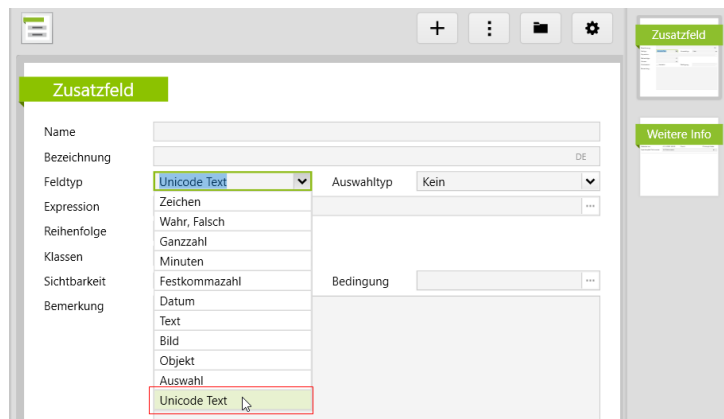 Zusatzfeld
Name
Bezeichnung DE
Feldtyp Unicode Text Auswahltyp Kein
Expression Zeichen
Wahr, Falsch
Reihenfolge
Ganzzahl
Klassen Minuten
Sichtbarkeit Festkommazahl Bedingung
Bemerkung Datum
Text
Bild
Objekt
Auswahl
Unicode Text
Zusatzfeld
Weitere Info